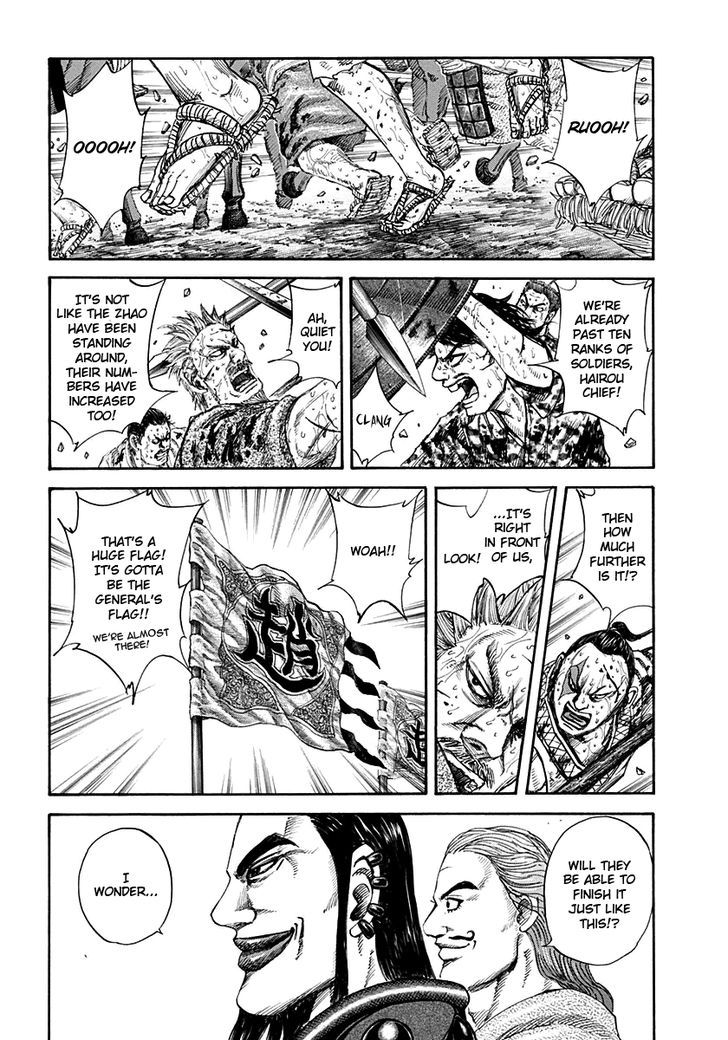 RUOOH!
OOOOH!
WE'RE
ALREADY
PAST TEN
RANKS OF
SOLDIERS,
HAIROU
CHIEF!
CLANG
AH,
QUIET
YOU!
IT'S NOT
LIKE THE ZHAO
HAVE BEEN
STANDING
AROUND,
THEIR NUM-
BERS HAVE
INCREASED
TOO!
THEN
HOW
MUCH
FURTHER
IS IT!?
...IT'S
RIGHT
IN FRONT
OF US,
LOOK!
WOAH!!
THAT'S A
HUGE FLAG!
IT'S GOTTA
BE THE
GENERAL'S
FLAG!!
WE'RE ALMOST
THERE!
趙
趙
WILL THEY
BE ABLE TO
FINISH IT
JUST LIKE
THIS!?
I
WONDER...